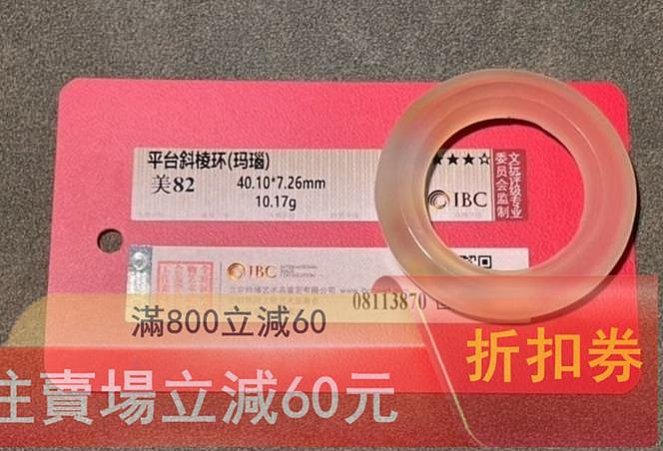 平台斜棱环(玛瑙)
美82 40.10*7.26mm
10.17g
★★★☆
IBC
文玩评级专业
委员会监制
IBC
08113870
滿800立減60
折扣券
注賣場立減60元